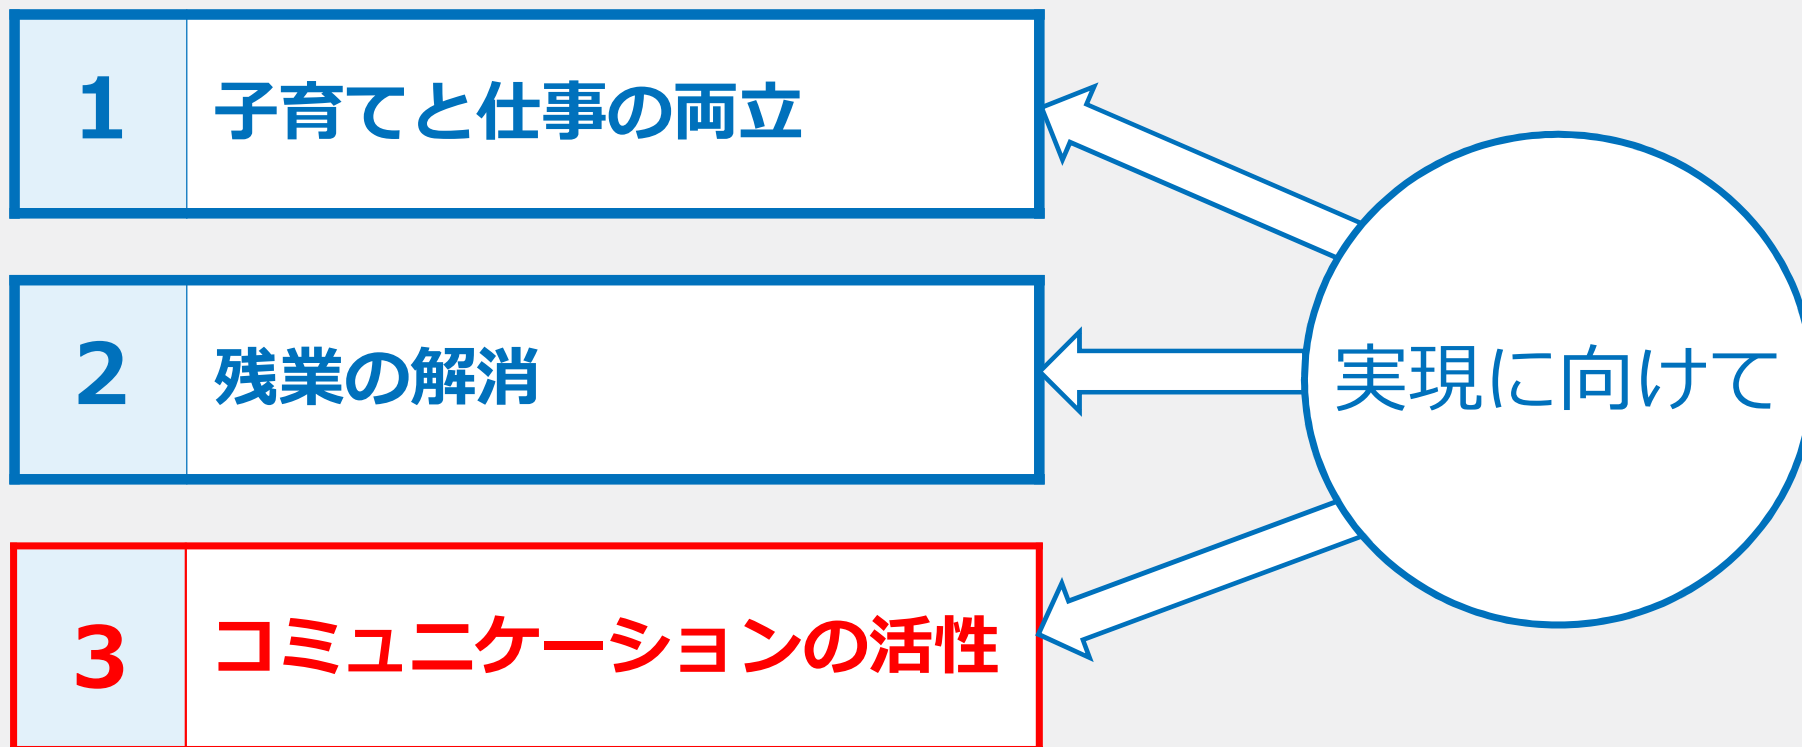 1
子育てと仕事の両立
2
残業の解消
3
コミュニケーションの活性
実現に向けて